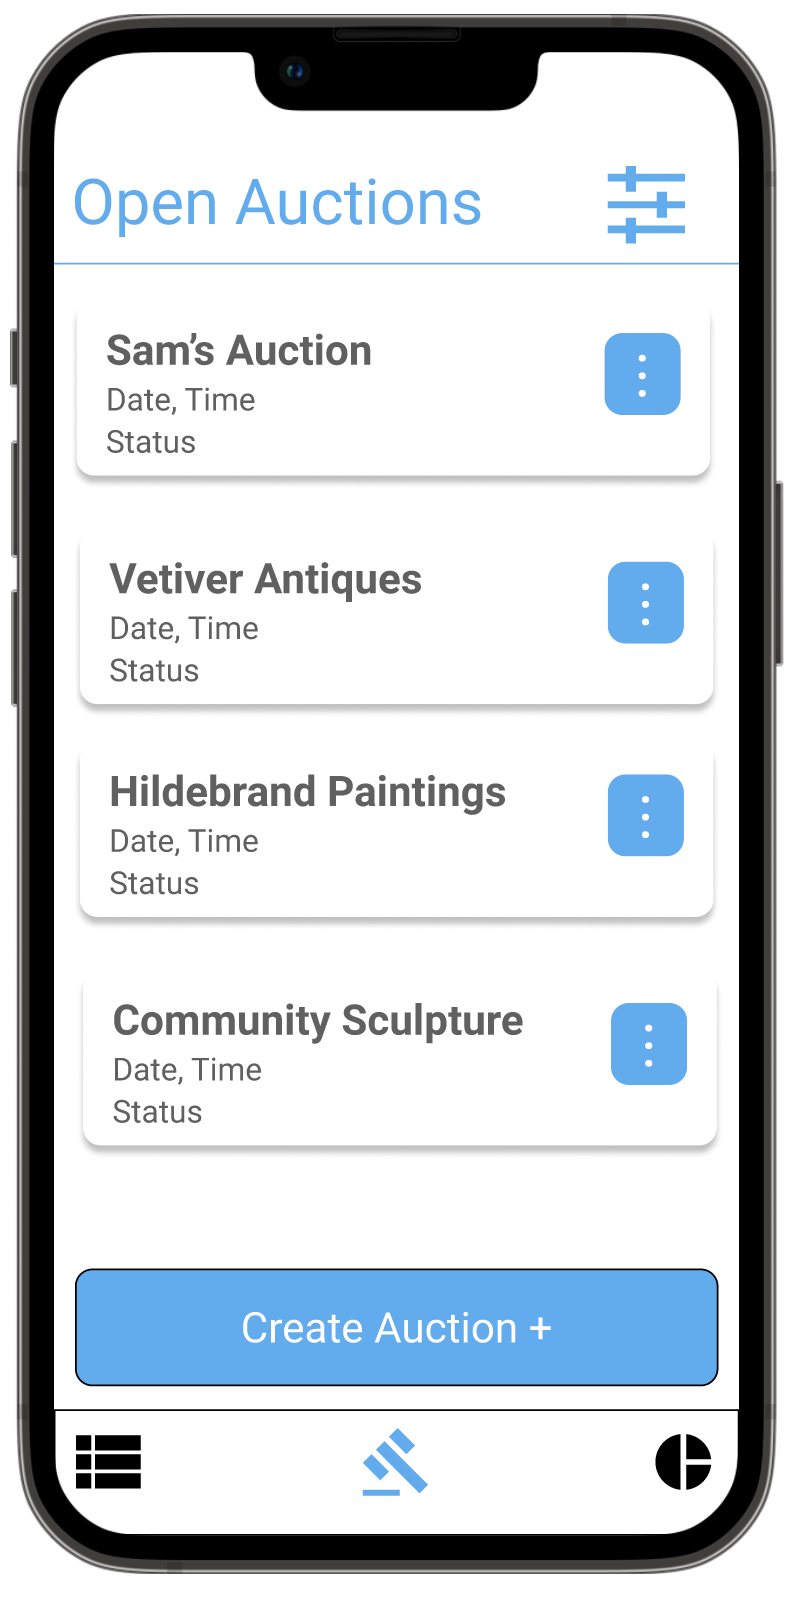 Open Auctions
Sam’s Auction
Date, Time
Status
Vetiver Antiques
Date, Time
Status
Hildebrand Paintings
Date, Time
Status
Community Sculpture
Date, Time
Status
Create Auction +